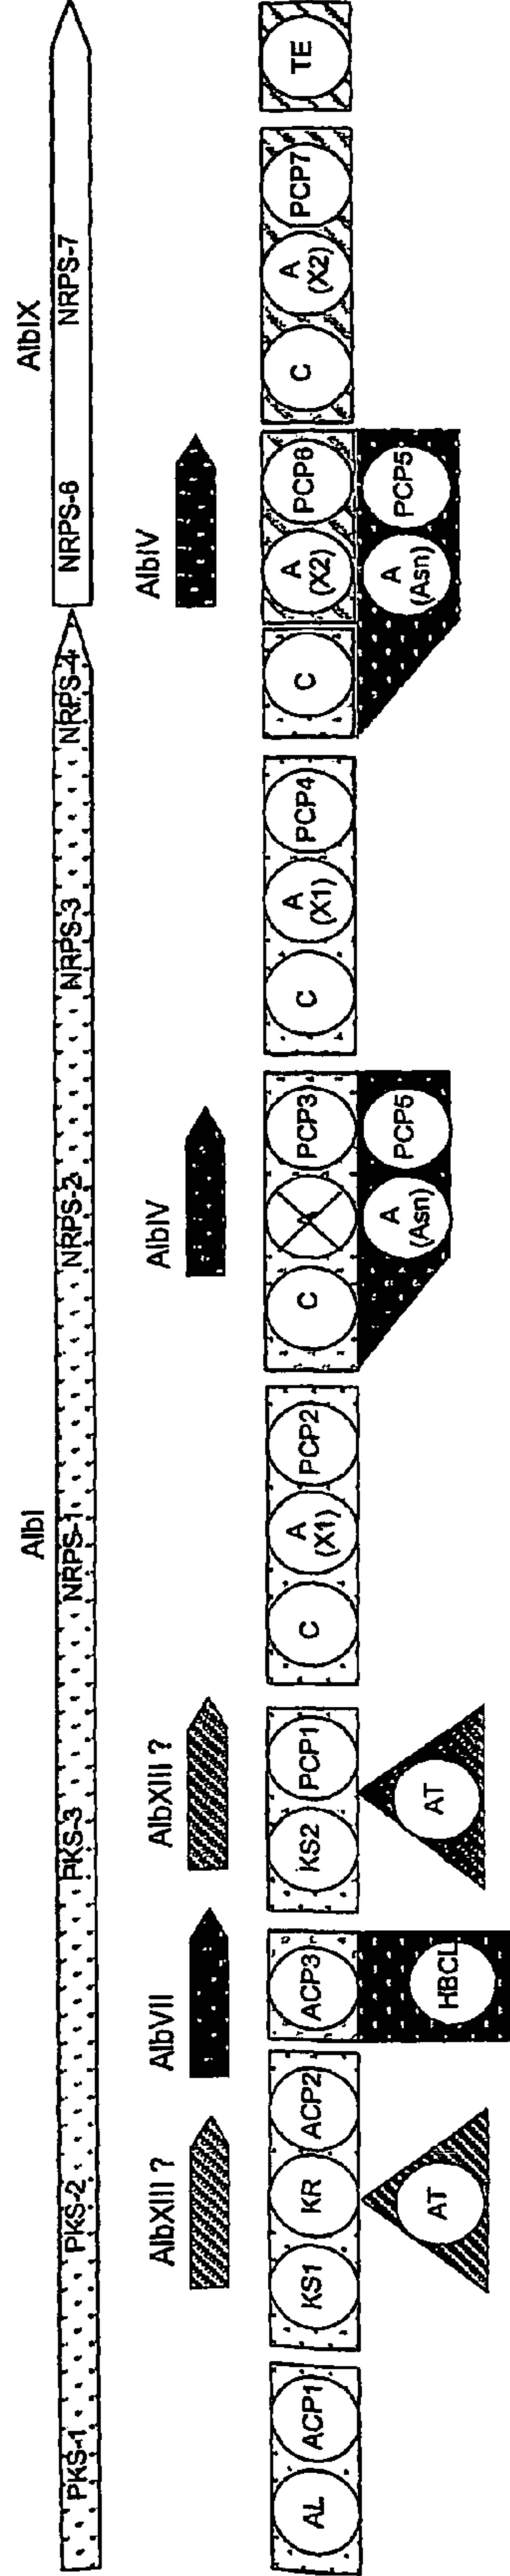 AlbI AlbIX
PKS-1 PKS-2 PKS-3 NRPS-1 NRPS-2 NRPS-3 NRPS-4 NRPS-6 NRPS-7
AlbXIII ? AlbVII AlbXIII ? AlbIV AlbIV
AL ACP1 KS1 KR ACP2 ACP3 KS2 PCP1 C A (X1) PCP2 C A PCP3 C A (X1) PCP4 C A (X2) PCP6 C A (X2) PCP7 TE
AT HBCL AT A (Asn) PCP5 A (Asn) PCP5